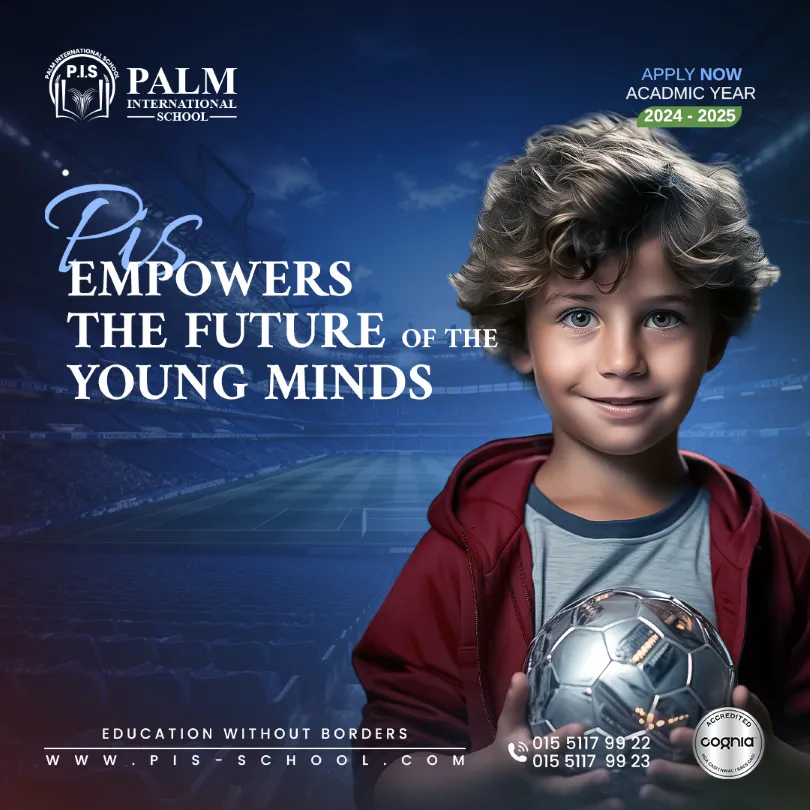 PALM INTERNATIONAL SCHOOL
P.I.S
PALM
INTERNATIONAL
SCHOOL
APPLY NOW
ACADMIC YEAR
2024 - 2025
Pis
EMPOWERS
THE FUTURE OF THE
YOUNG MINDS
EDUCATION WITHOUT BORDERS
WWW.PIS-SCHOOL.COM
015 5117 99 22
015 5117 99 23
ACCREDITED
cognia